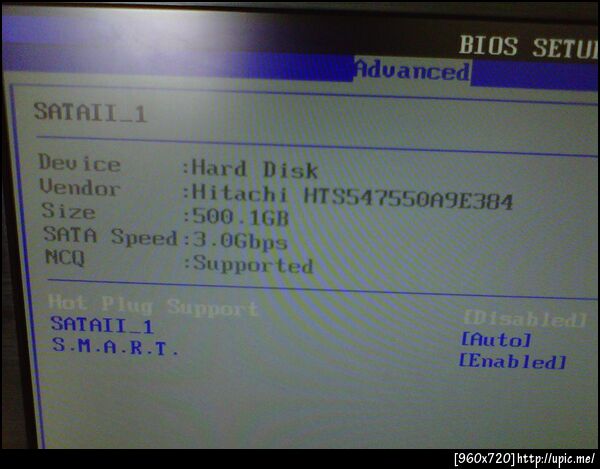 BIOS SETU
Advanced
SATAII_1
Device :Hard Disk
Vendor :Hitachi HTS547550A9E384
Size :500.1GB
SATA Speed:3.0Gbps
NCQ :Supported
Hot Plug Support [Disabled]
SATAII_1 [Auto]
S.M.A.R.T. [Enabled]
[960x720]http://upic.me/